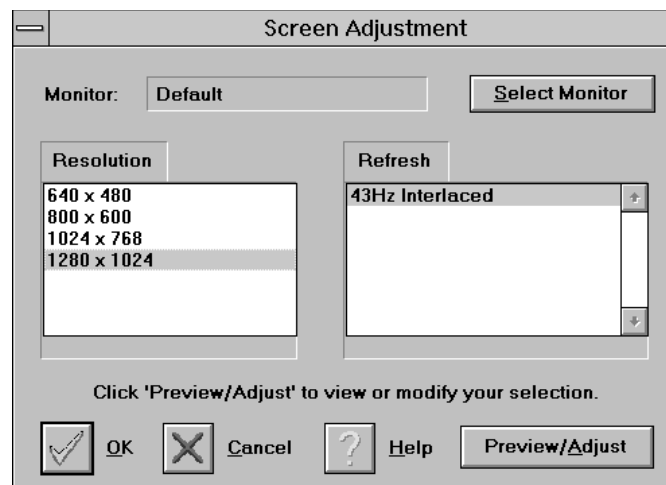 Screen Adjustment
Monitor: Default Select Monitor
Resolution Refresh
640 x 480 43Hz Interlaced
800 x 600
1024 x 768
1280 x 1024
Click 'Preview/Adjust' to view or modify your selection.
OK Cancel ? Help Preview/Adjust